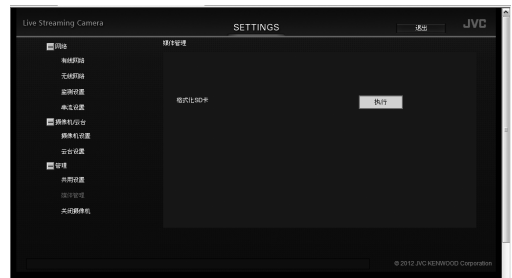 Live Streaming Camera
SETTINGS
退出
JVC
网络
有线网络
无线网络
监测设置
串流设置
摄像机/云台
摄像机设置
云台设置
管理
共用设置
媒体管理
关闭摄像机
媒体管理
格式化SD卡
执行
© 2012 JVC KENWOOD Corporation